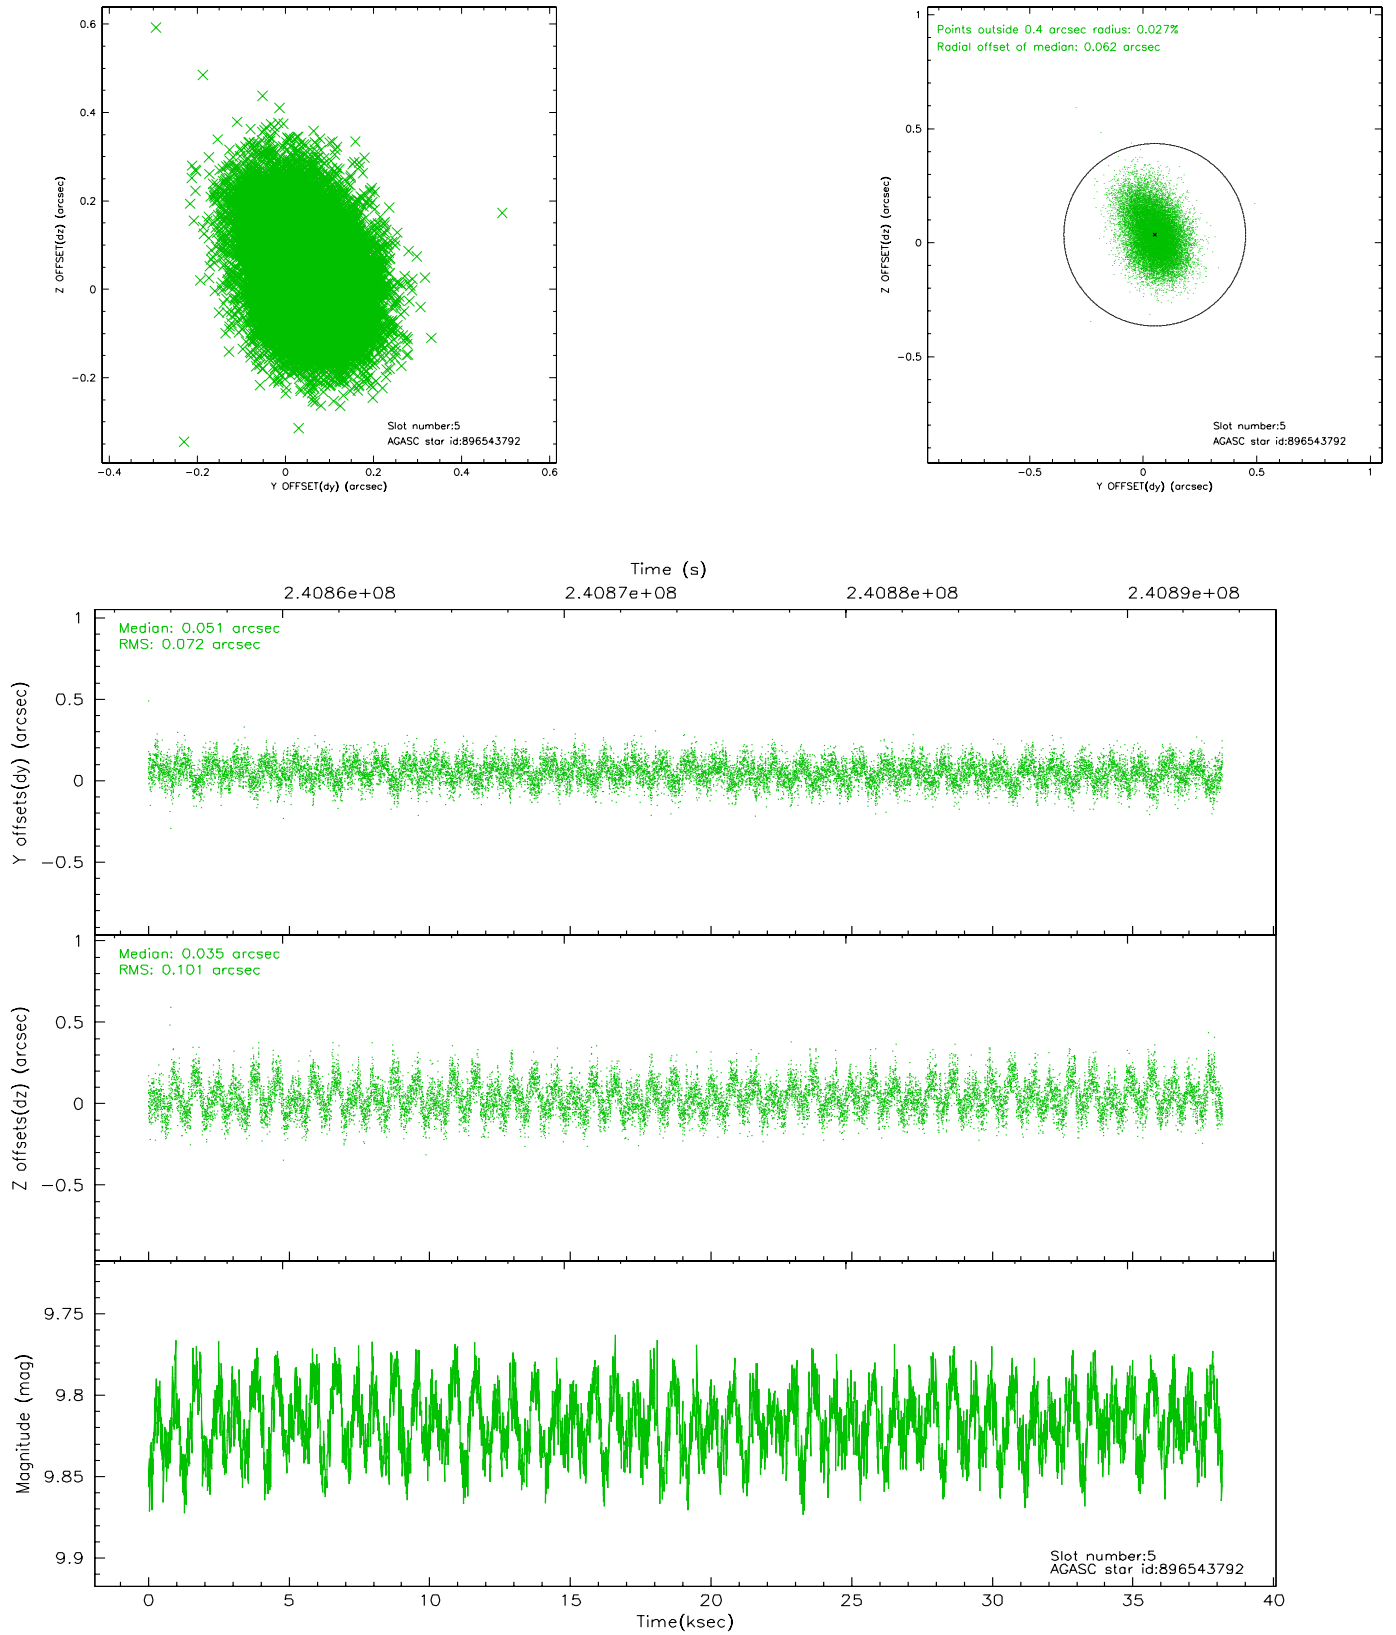 0.6
0.4
0.2
0
−0.2
Z OFFSET(dz) (arcsec)
−0.4 −0.2 0 0.2 0.4 0.6
Y OFFSET(dy) (arcsec)
Slot number:5
AGASC star id:896543792
Points outside 0.4 arcsec radius: 0.027%
Radial offset of median: 0.062 arcsec
1
0.5
0
−0.5
Z OFFSET(dz) (arcsec)
−0.5 0 0.5 1
Y OFFSET(dy) (arcsec)
Slot number:5
AGASC star id:896543792
Time (s)
2.4086e+08 2.4087e+08 2.4088e+08 2.4089e+08
Median: 0.051 arcsec
RMS: 0.072 arcsec
1
0.5
0
−0.5
Y offsets(dy) (arcsec)
Median: 0.035 arcsec
RMS: 0.101 arcsec
1
0.5
0
−0.5
Z offsets(dz) (arcsec)
9.75
9.8
9.85
9.9
Magnitude (mag)
Slot number:5
AGASC star id:896543792
0 5 10 15 20 25 30 35 40
Time(ksec)